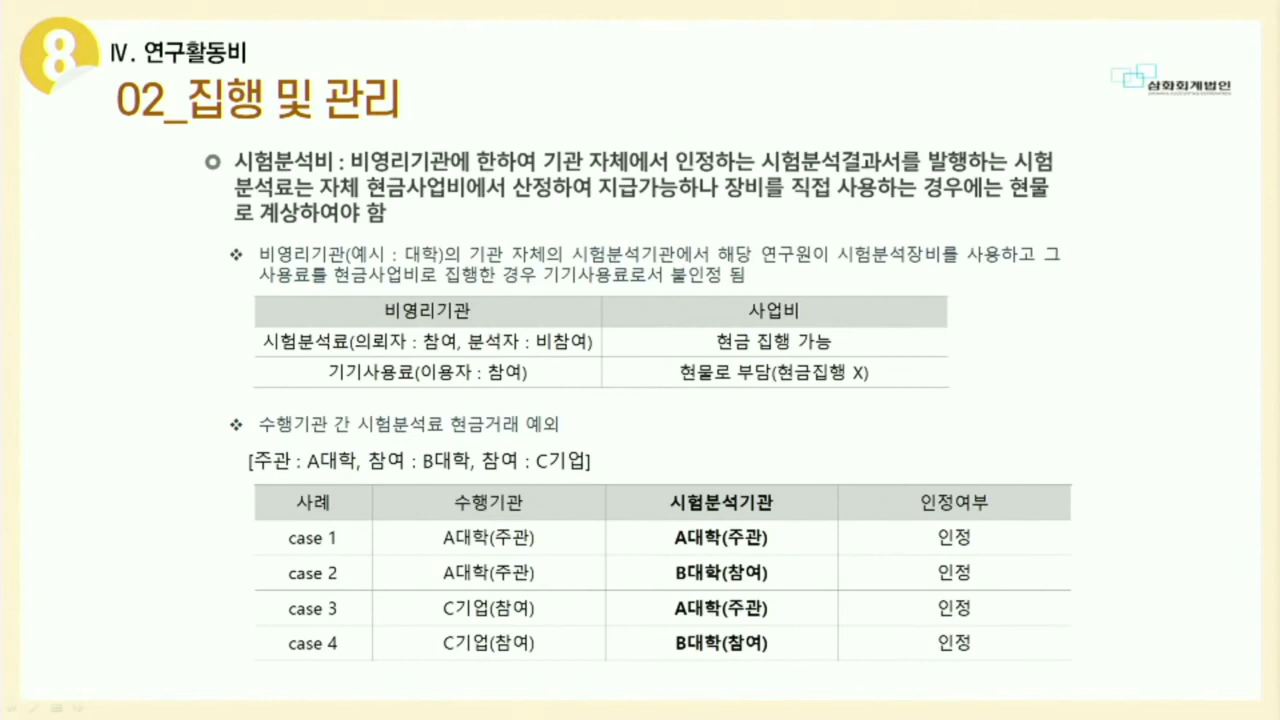 8
Ⅳ. 연구활동비
02_집행 및 관리
삼화회계법인
시험분석비 : 비영리기관에 한하여 기관 자체에서 인정하는 시험분석결과서를 발행하는 시험
분석료는 자체 현금사업비에서 산정하여 지급가능하나 장비를 직접 사용하는 경우에는 현물
로 계상하여야 함
❖ 비영리기관(예시 : 대학)의 기관 자체의 시험분석기관에서 해당 연구원이 시험분석장비를 사용하고 그
사용료를 현금사업비로 집행한 경우 기기사용료로서 불인정 됨
비영리기관 사업비
시험분석료(의뢰자 : 참여, 분석자 : 비참여) 현금 집행 가능
기기사용료(이용자 : 참여) 현물로 부담(현금집행 X)
❖ 수행기관 간 시험분석료 현금거래 예외
[주관 : A대학, 참여 : B대학, 참여 : C기업]
사례 수행기관 시험분석기관 인정여부
case 1 A대학(주관) A대학(주관) 인정
case 2 A대학(주관) B대학(참여) 인정
case 3 C기업(참여) A대학(주관) 인정
case 4 C기업(참여) B대학(참여) 인정